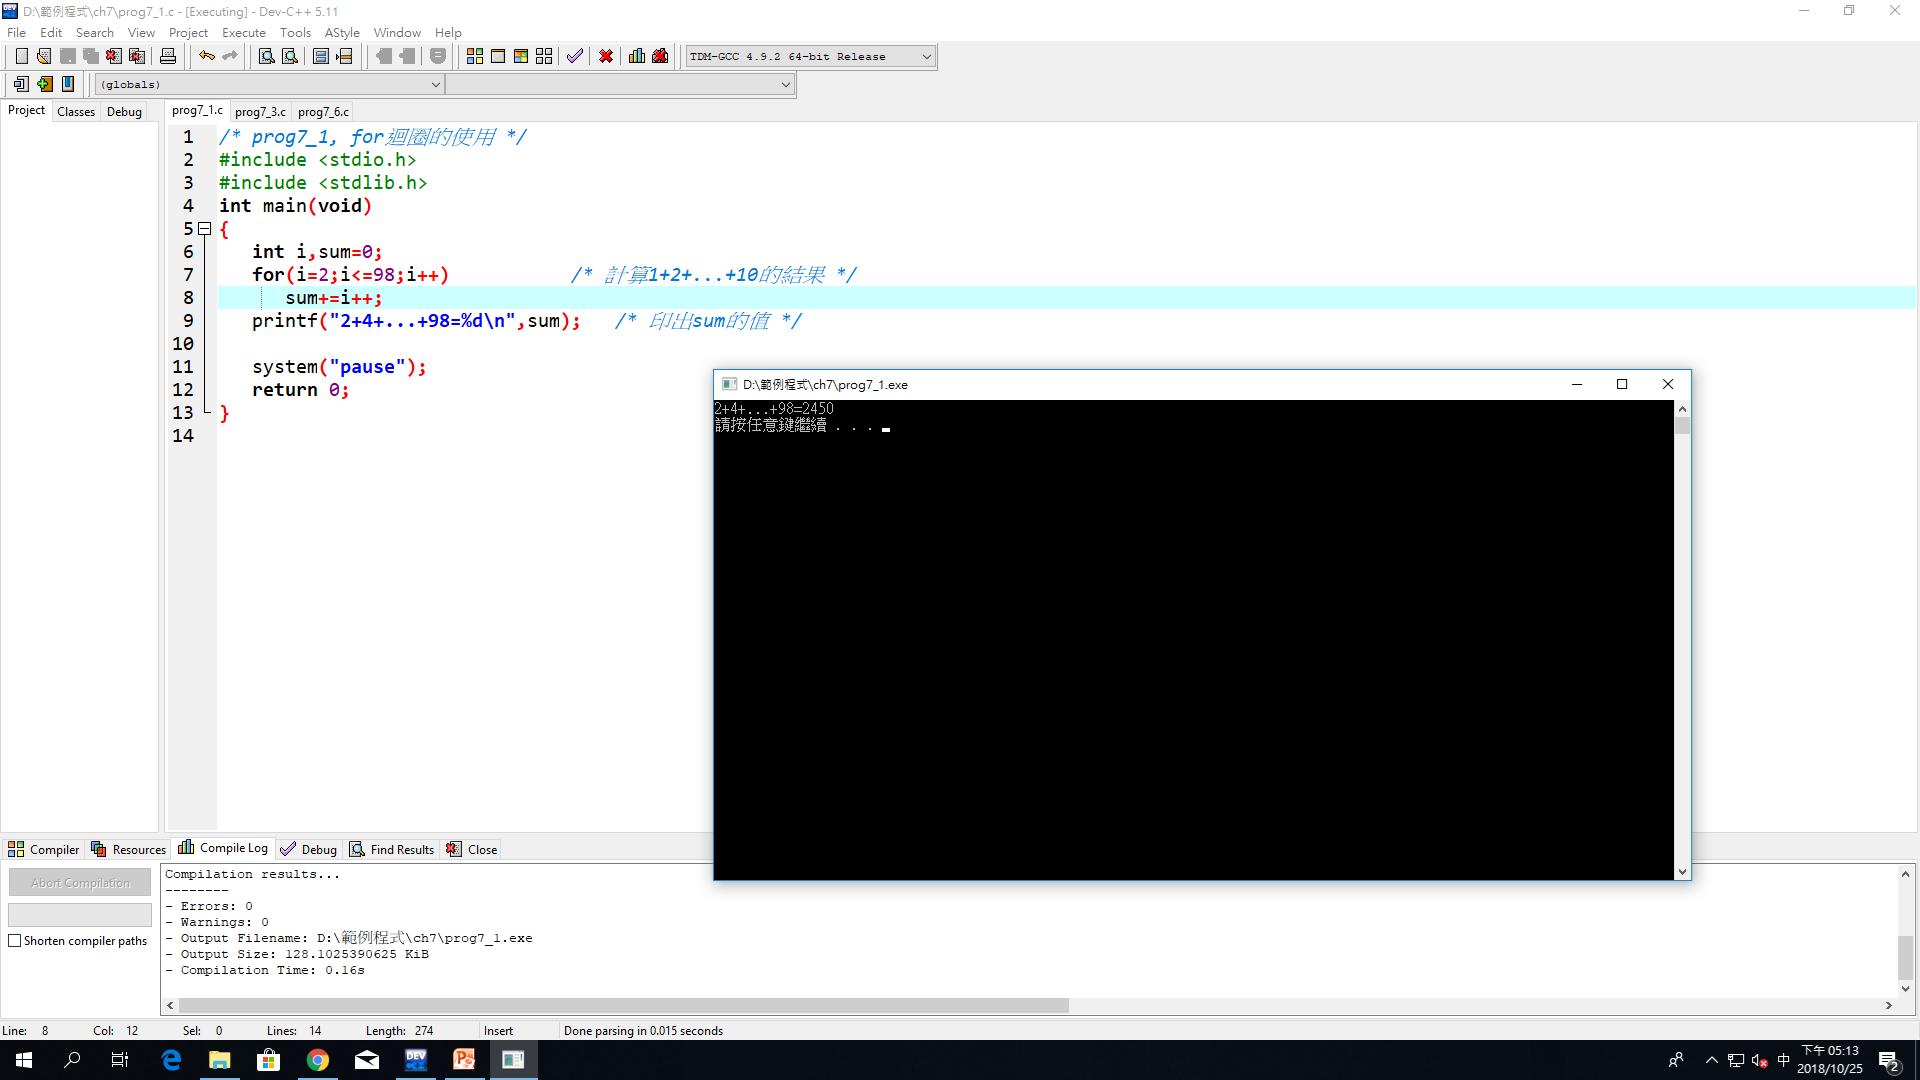 D:\範例程式\ch7\prog7_1.c - [Executing] - Dev-C++ 5.11
File Edit Search View Project Execute Tools AStyle Window Help
TDM-GCC 4.9.2 64-bit Release
(globals)
Project Classes Debug prog7_1.c prog7_3.c prog7_6.c
1 /* prog7_1, for迴圈的使用 */
2 #include <stdio.h>
3 #include <stdlib.h>
4 int main(void)
5 {
6 int i,sum=0;
7 for(i=2;i<=98;i++) /* 計算1+2+...+10的結果 */
8 sum+=i++;
9 printf("2+4+...+98=%d\n",sum); /* 印出sum的值 */
10
11 system("pause");
12 return 0;
13 }
14
D:\範例程式\ch7\prog7_1.exe
2+4+...+98=2450
請按任意鍵繼續 . . .
Compiler Resources Compile Log Debug Find Results Close
Abort Compilation
Shorten compiler paths
Compilation results...
--------
- Errors: 0
- Warnings: 0
- Output Filename: D:\範例程式\ch7\prog7_1.exe
- Output Size: 128.1025390625 KiB
- Compilation Time: 0.16s
Line: 8 Col: 12 Sel: 0 Lines: 14 Length: 274 Insert Done parsing in 0.015 seconds
DEV
中
下午 05:13
2018/10/25
2